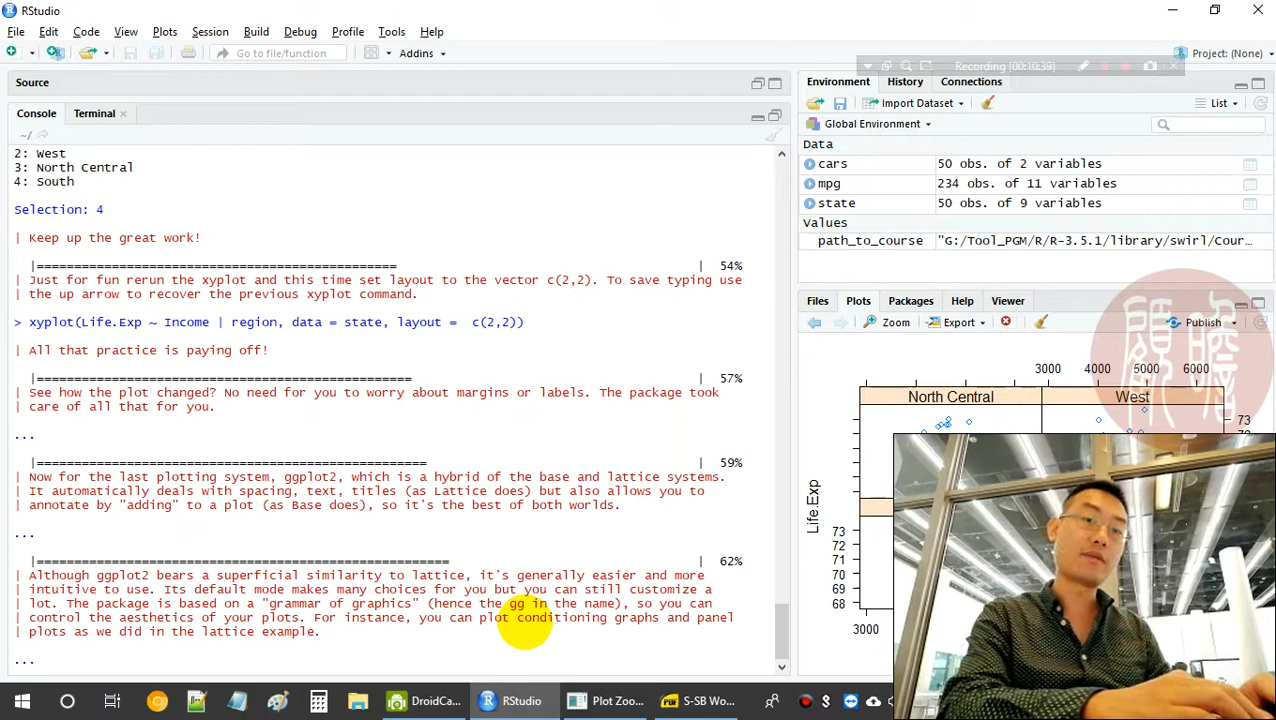 RStudio
File Edit Code View Plots Session Build Debug Profile Tools Help
Go to file/function Addins Project: (None)
Recording [00:10:39]
Source
Console Terminal
~/
2: West
3: North Central
4: South
Selection: 4
| Keep up the great work!
|================================================ | 54%
| Just for fun rerun the xyplot and this time set layout to the vector c(2,2). To save typing use
| the up arrow to recover the previous xyplot command.
> xyplot(Life.Exp ~ Income | region, data = state, layout = c(2,2))
| All that practice is paying off!
|================================================== | 57%
| See how the plot changed? No need for you to worry about margins or labels. The package took
| care of all that for you.
...
|==================================================== | 59%
| Now for the last plotting system, ggplot2, which is a hybrid of the base and lattice systems.
| It automatically deals with spacing, text, titles (as Lattice does) but also allows you to
| annotate by "adding" to a plot (as Base does), so it's the best of both worlds.
...
|======================================================= | 62%
| Although ggplot2 bears a superficial similarity to lattice, it's generally easier and more
| intuitive to use. Its default mode makes many choices for you but you can still customize a
| lot. The package is based on a "grammar of graphics" (hence the gg in the name), so you can
| control the aesthetics of your plots. For instance, you can plot conditioning graphs and panel
| plots as we did in the lattice example.
...
Environment History Connections
Import Dataset List
Global Environment
Data
cars 50 obs. of 2 variables
mpg 234 obs. of 11 variables
state 50 obs. of 9 variables
Values
path_to_course "G:/Tool_PGM/R/R-3.5.1/library/swirl/Cour…
Files Plots Packages Help Viewer
Zoom Export Publish
3000 4000 5000 6000
North Central West
73
Life.Exp
73
72
71
70
69
68
3000
DroidCa... RStudio Plot Zoo... S-SB Wo...